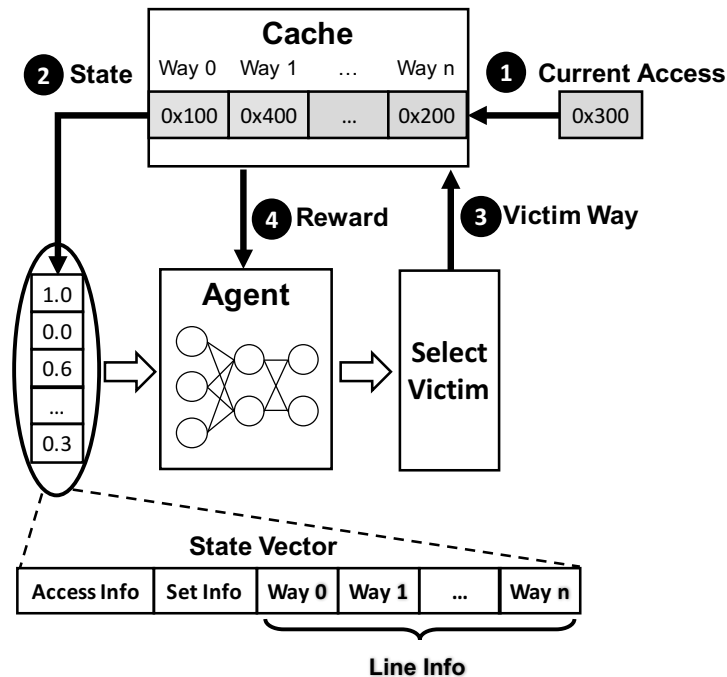 Cache
Way 0 Way 1 ... Way n
2 State
1 Current Access
0x100 0x400 ... 0x200
0x300
4 Reward
3 Victim Way
1.0
0.0
0.6
...
0.3
Agent
Select
Victim
State Vector
Access Info Set Info Way 0 Way 1 ... Way n
Line Info